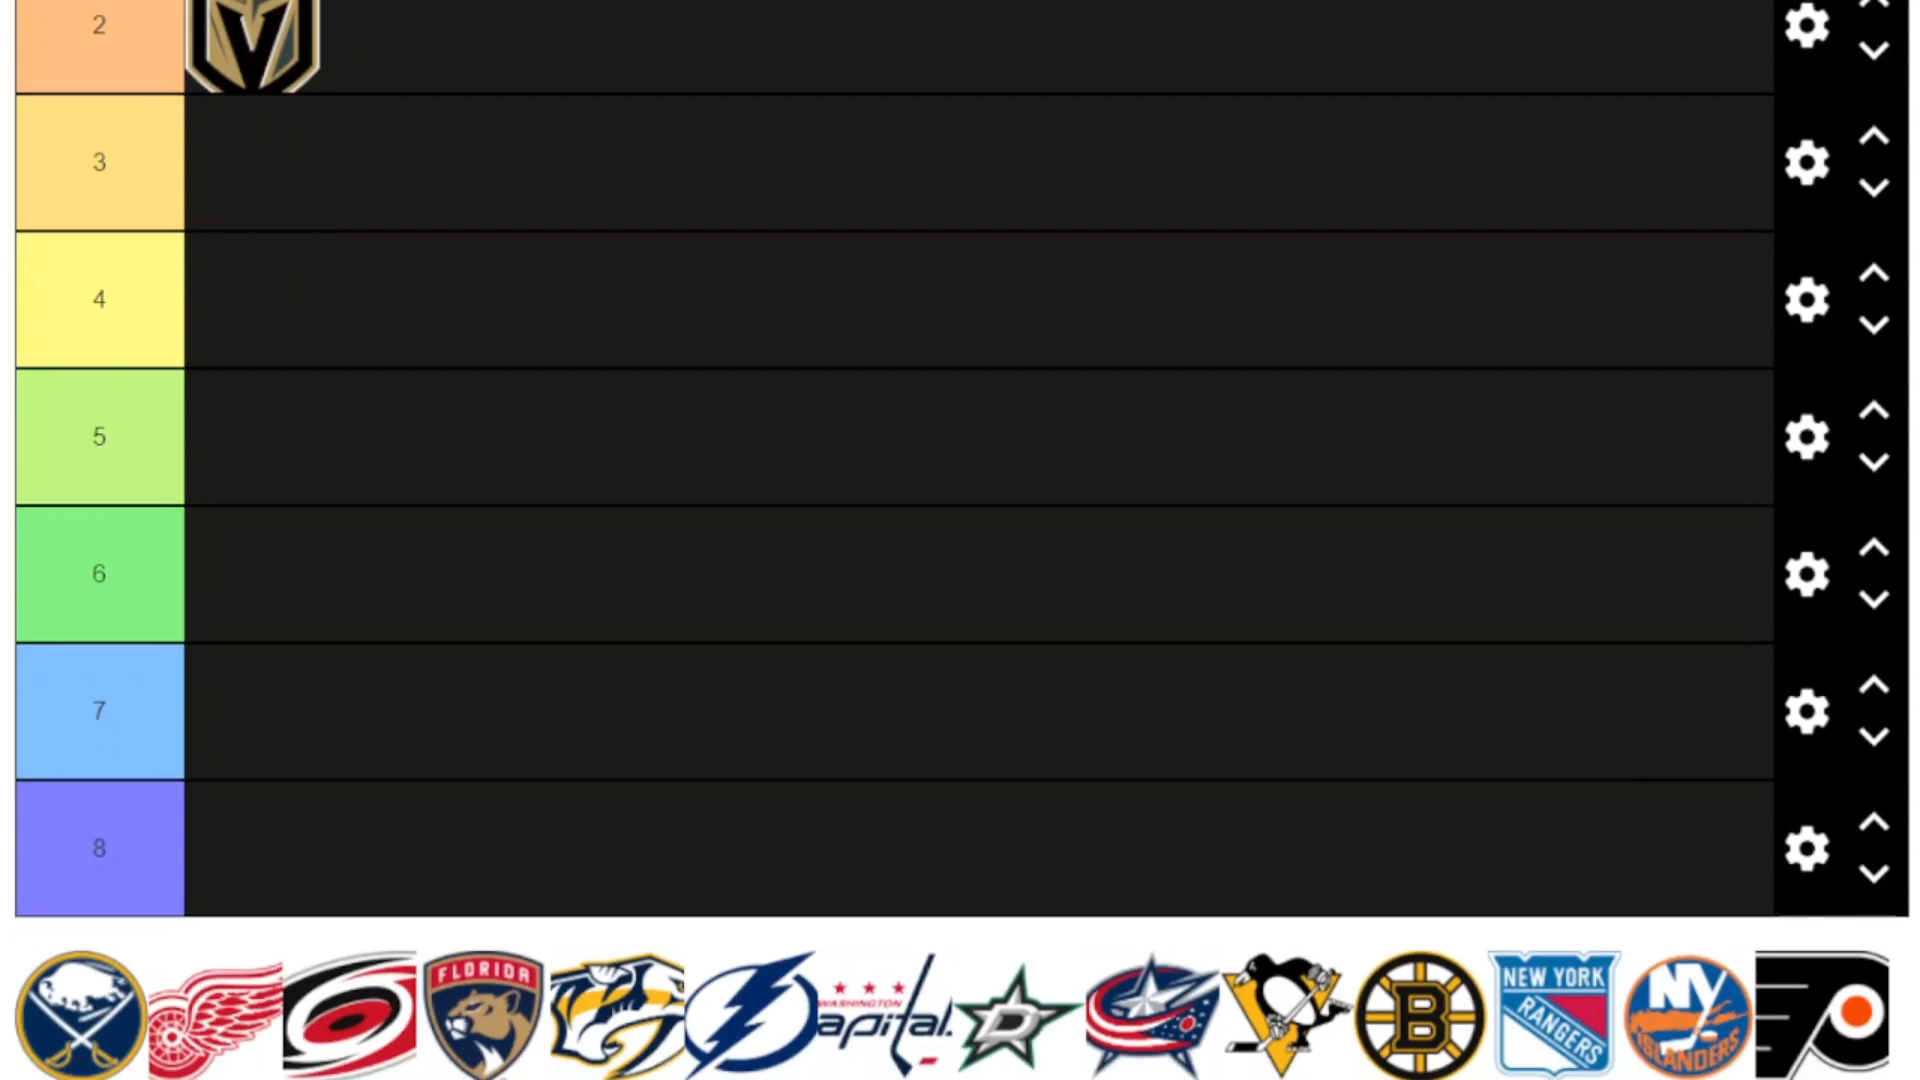 2
3
4
5
6
7
8
FLORIDA
WASHINGTON
capitals
D
B
NEW YORK
RANGERS
NY
ISLANDERS